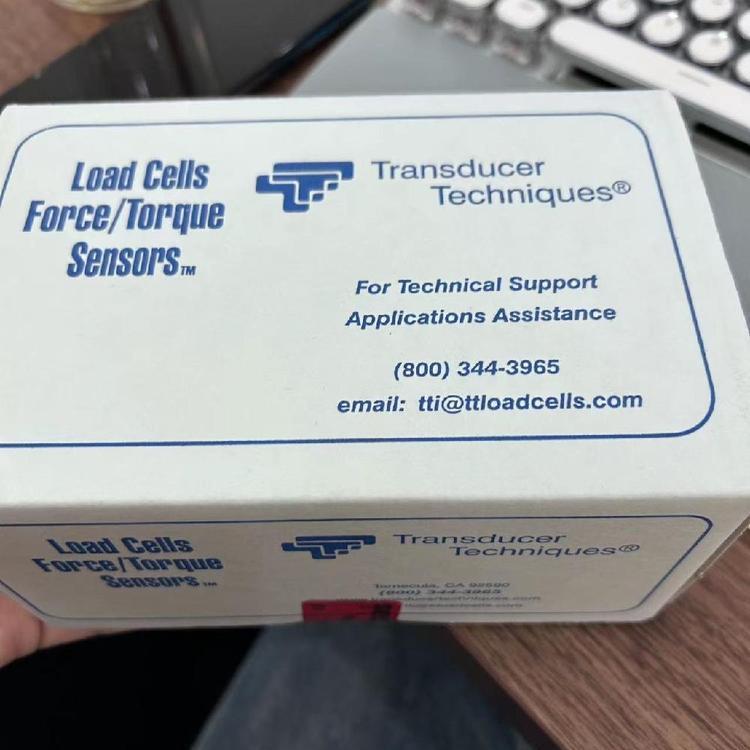 Load Cells
Force/Torque
Sensors™
Transducer
Techniques®
For Technical Support
Applications Assistance
(800) 344-3965
email: tti@ttloadcells.com
Load Cells
Force/Torque
Sensors™
Transducer
Techniques®
Temecula, CA 92590
(800) 344-3965